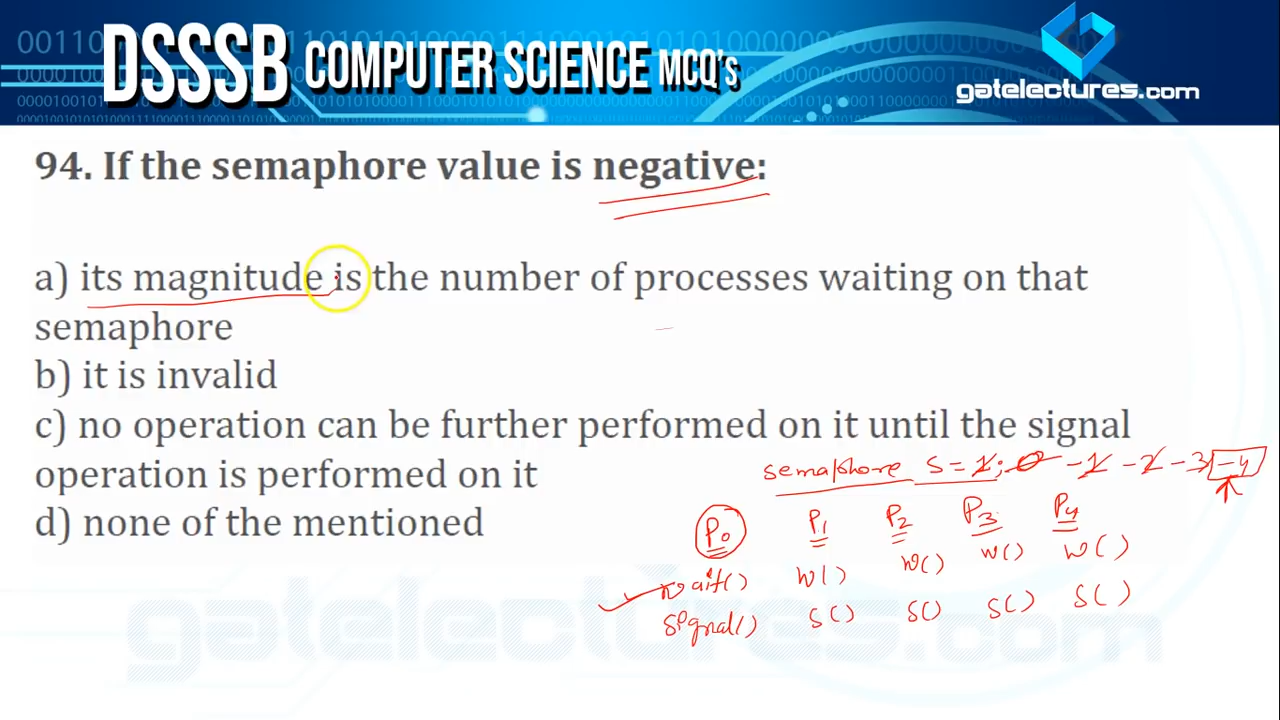 DSSSB COMPUTER SCIENCE MCQ's
gatelectures.com
94. If the semaphore value is negative:
a) its magnitude is the number of processes waiting on that
semaphore
b) it is invalid
c) no operation can be further performed on it until the signal
operation is performed on it
d) none of the mentioned
semaphore s = 1; 0 -1 -2 -3 -4
P0 P1 P2 P3 P4
wait() w() w() w() w()
signal() s() s() s() s()
gatelectures.com